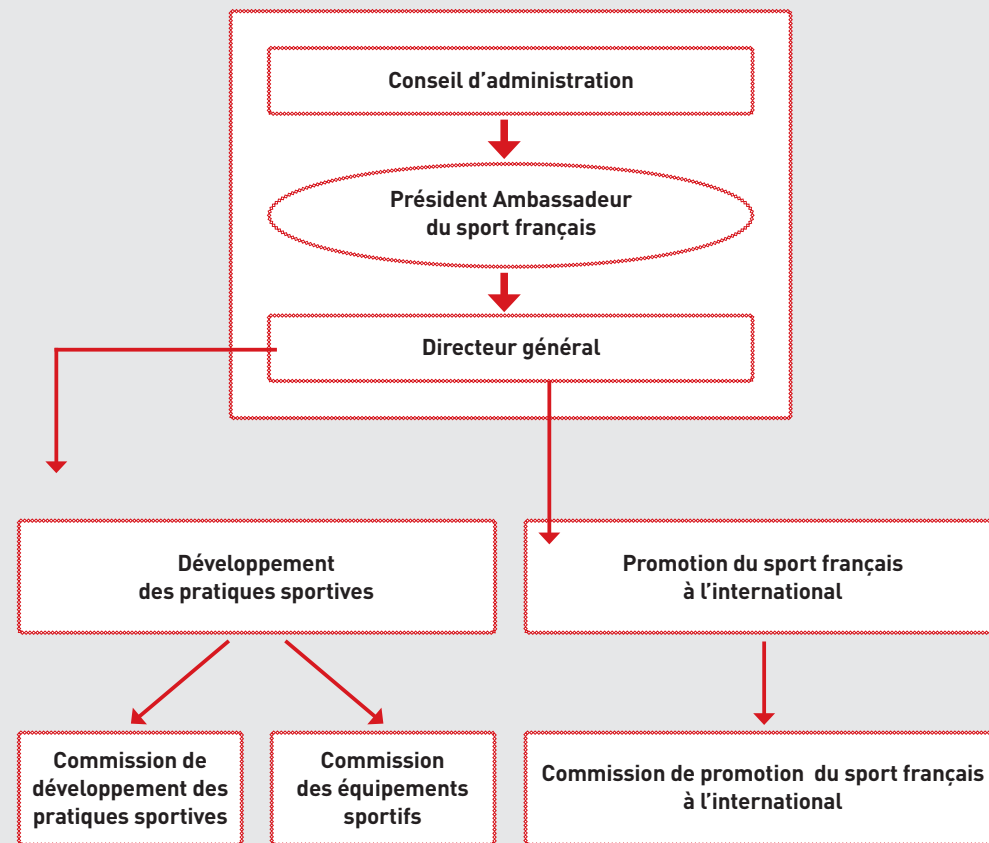 Conseil d’administration
Président Ambassadeur
du sport français
Directeur général
Développement
des pratiques sportives
Promotion du sport français
à l’international
Commission de
développement des
pratiques sportives
Commission
des équipements
sportifs
Commission de promotion du sport français
à l’international